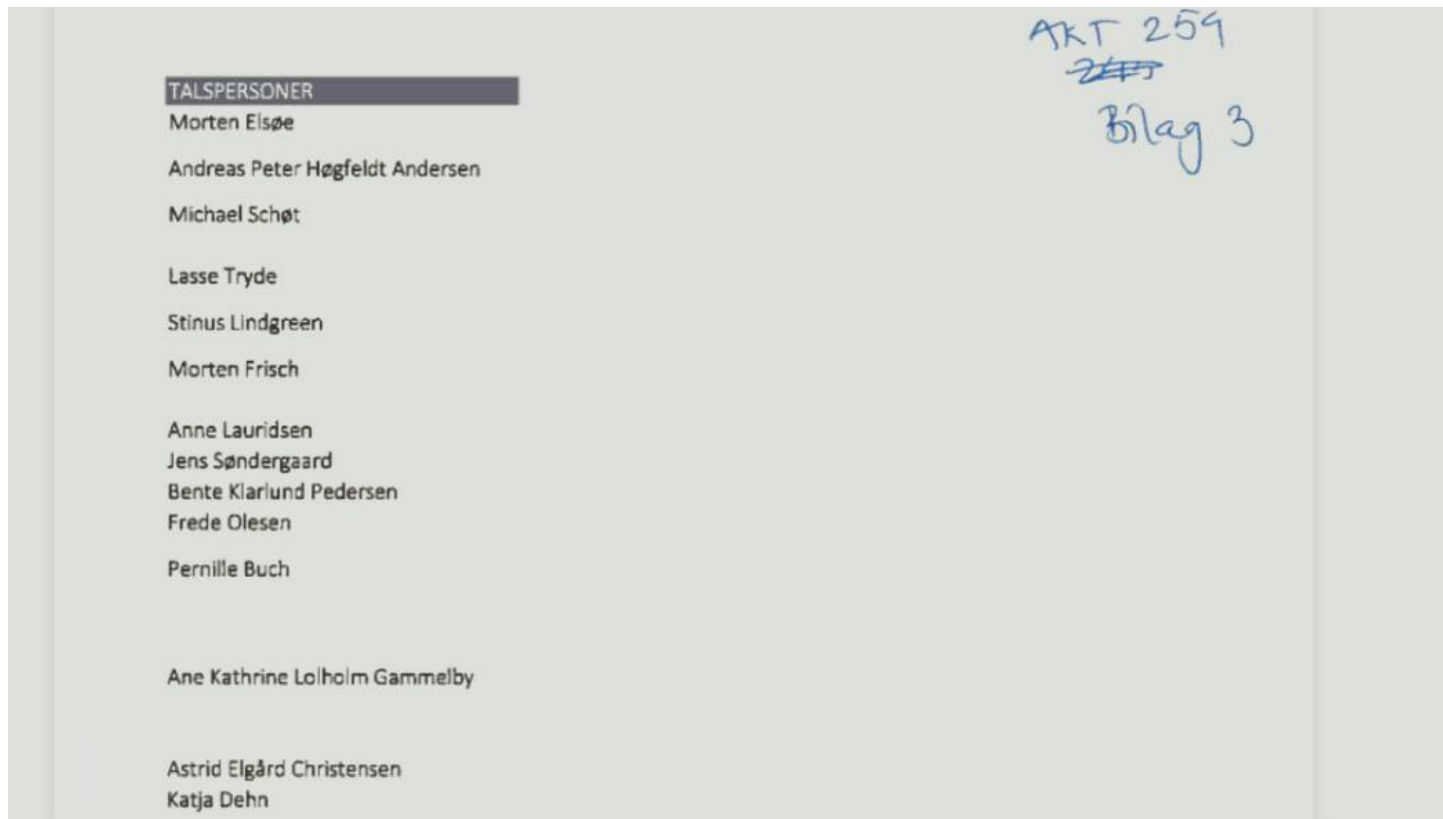 AKT 259
Bilag 3
TALSPERSONER
Morten Elsøe
Andreas Peter Høgfeldt Andersen
Michael Schøt
Lasse Tryde
Stinus Lindgreen
Morten Frisch
Anne Lauridsen
Jens Søndergaard
Bente Klarlund Pedersen
Frede Olesen
Pernille Buch
Ane Kathrine Lolholm Gammelby
Astrid Elgård Christensen
Katja Dehn